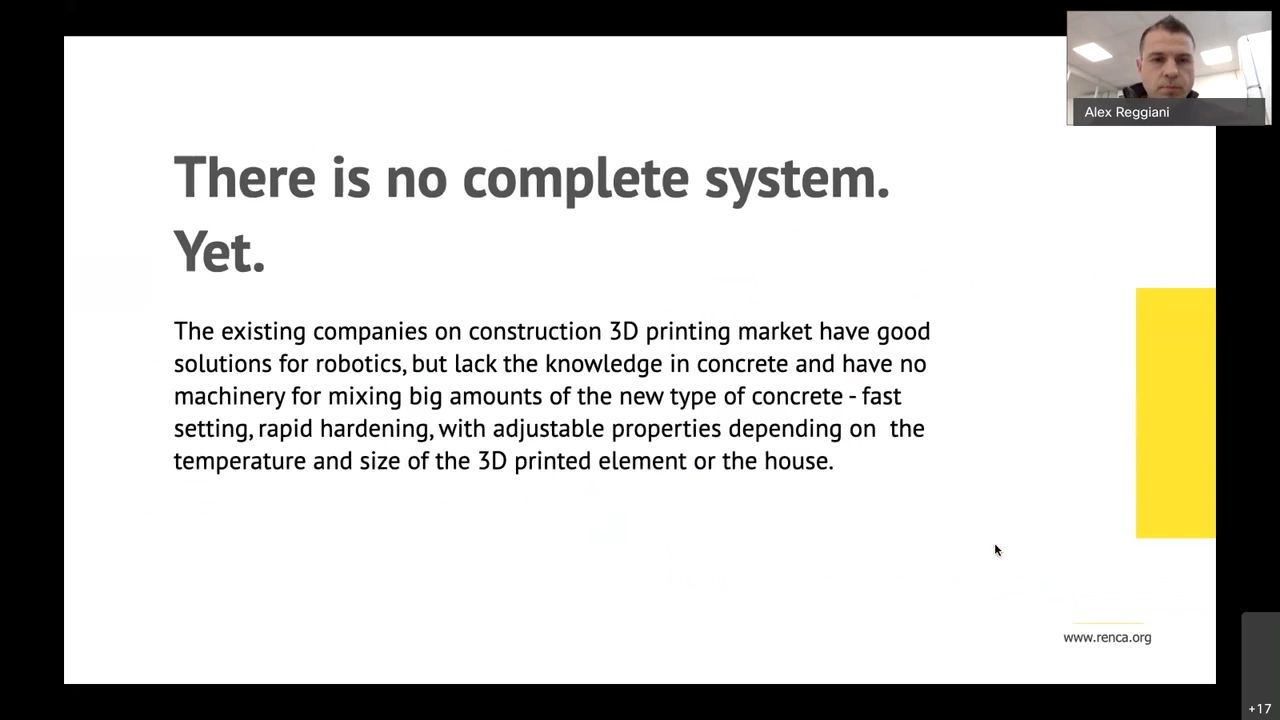 Alex Reggiani
There is no complete system.
Yet.
The existing companies on construction 3D printing market have good
solutions for robotics, but lack the knowledge in concrete and have no
machinery for mixing big amounts of the new type of concrete - fast
setting, rapid hardening, with adjustable properties depending on  the
temperature and size of the 3D printed element or the house.
www.renca.org
+17